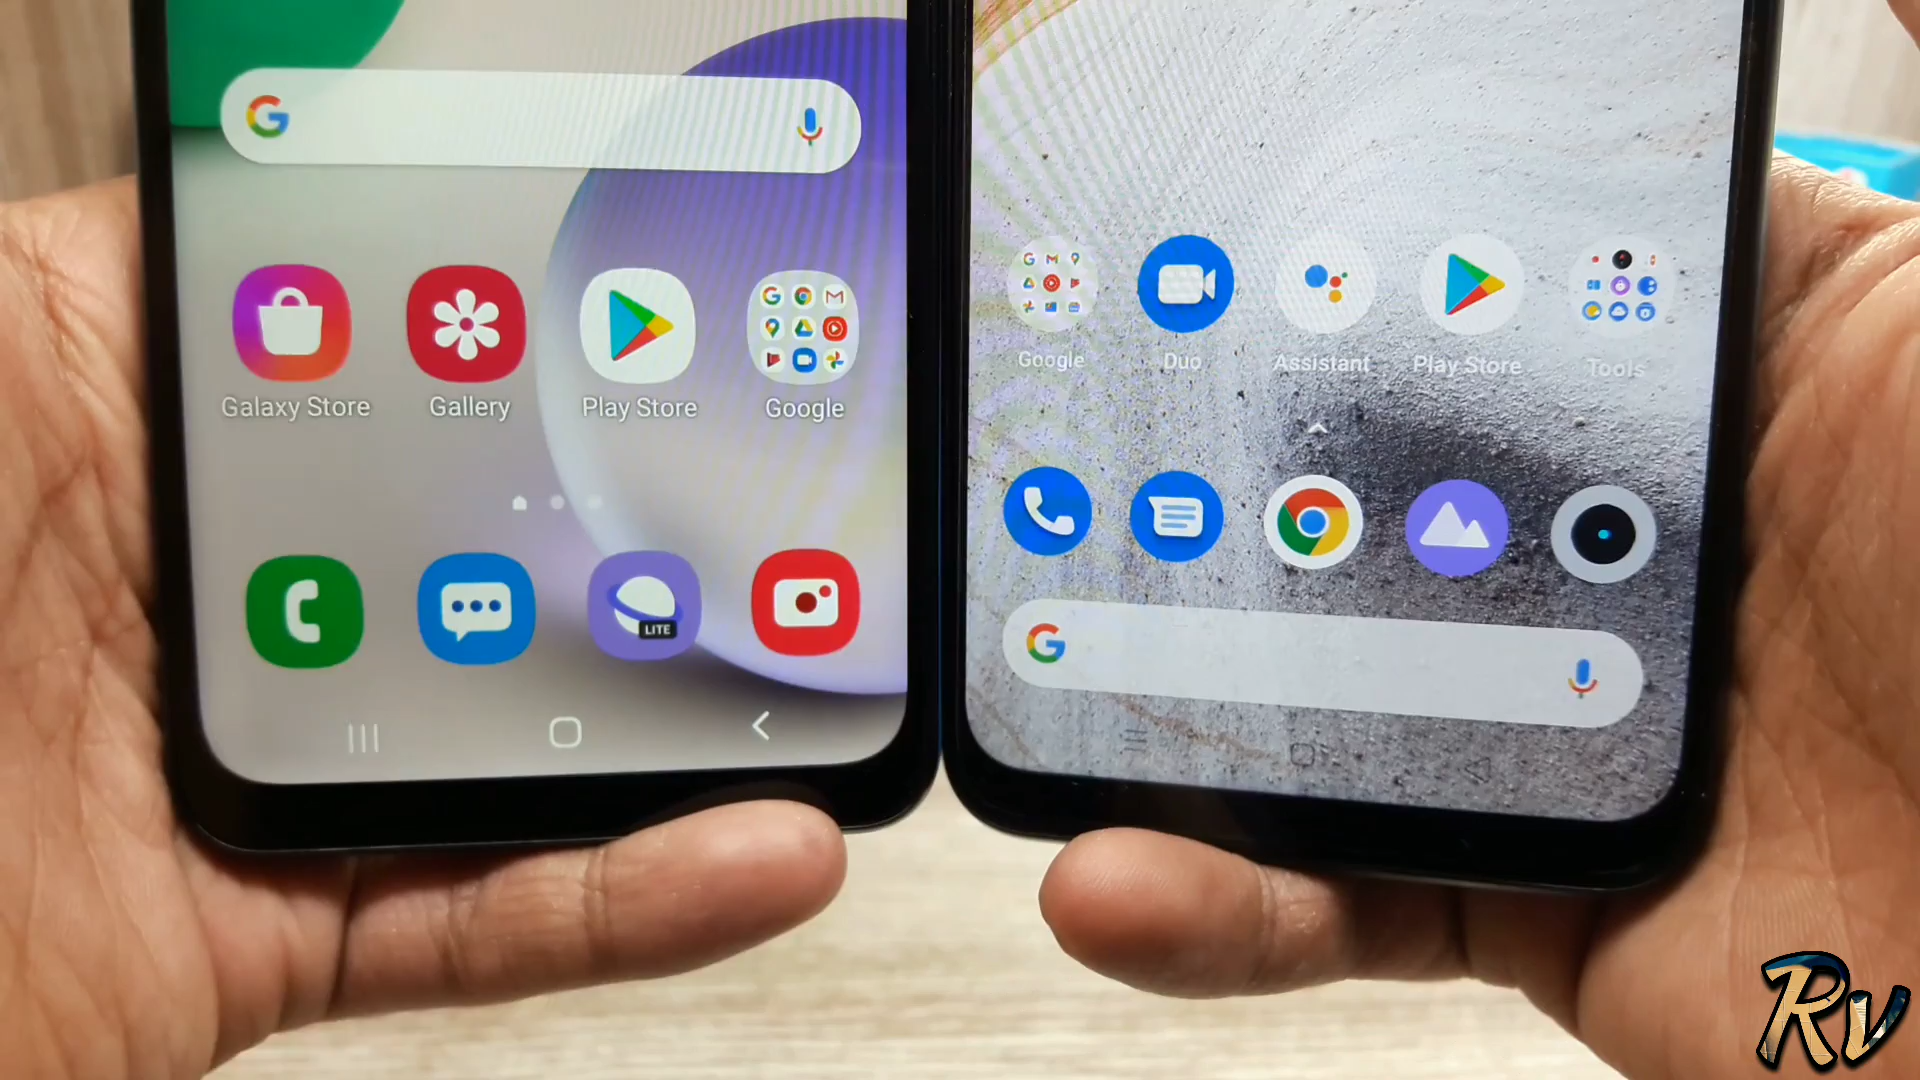 Galaxy Store
Gallery
Play Store
Google
LITE
Google
Duo
Assistant
Play Store
Tools
Rv